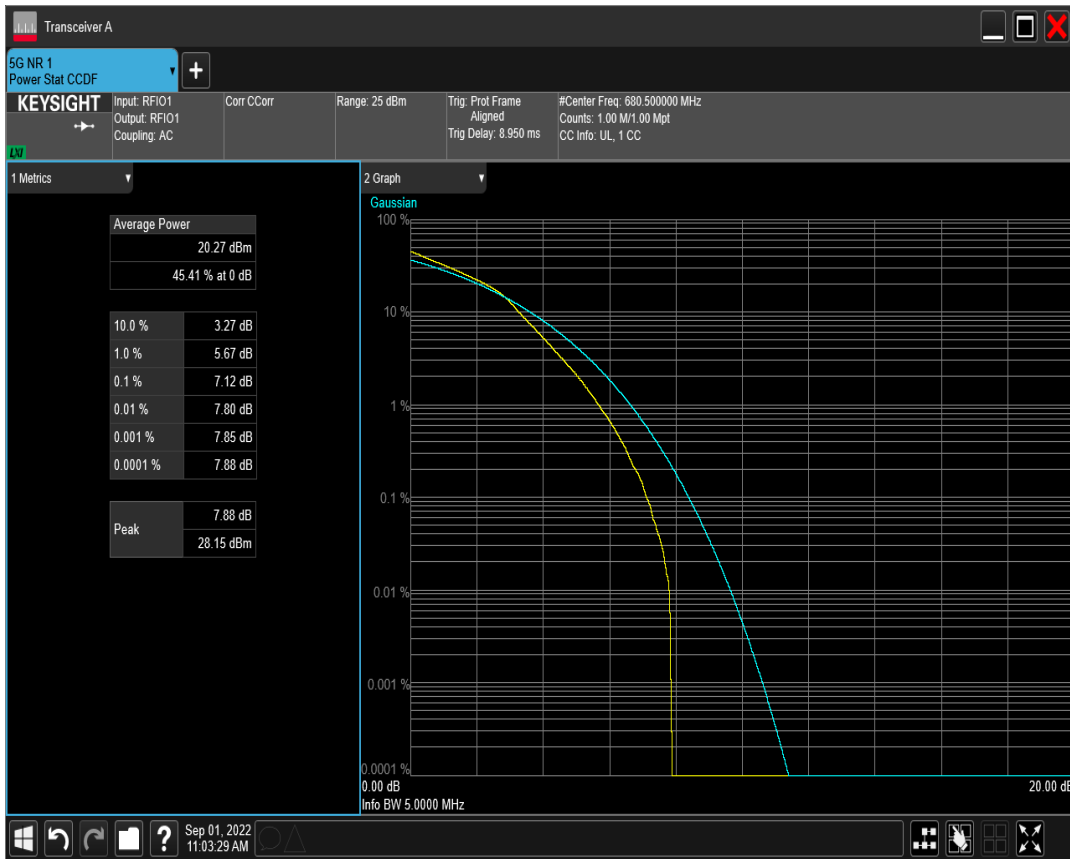 Transceiver A
5G NR 1
Power Stat CCDF
+
KEYSIGHT
LXI
Input: RFIO1
Output: RFIO1
Coupling: AC
Corr CCorr
Range: 25 dBm
Trig: Prot Frame
Aligned
Trig Delay: 8.950 ms
#Center Freq: 680.500000 MHz
Counts: 1.00 M/1.00 Mpt
CC Info: UL, 1 CC
1 Metrics
Average Power
20.27 dBm
45.41 % at 0 dB
10.0 % 3.27 dB
1.0 % 5.67 dB
0.1 % 7.12 dB
0.01 % 7.80 dB
0.001 % 7.85 dB
0.0001 % 7.88 dB
Peak
7.88 dB
28.15 dBm
2 Graph
Gaussian
100 %
10 %
1 %
0.1 %
0.01 %
0.001 %
0.0001 %
0.00 dB 20.00 dB
Info BW 5.0000 MHz
?
Sep 01, 2022
11:03:29 AM